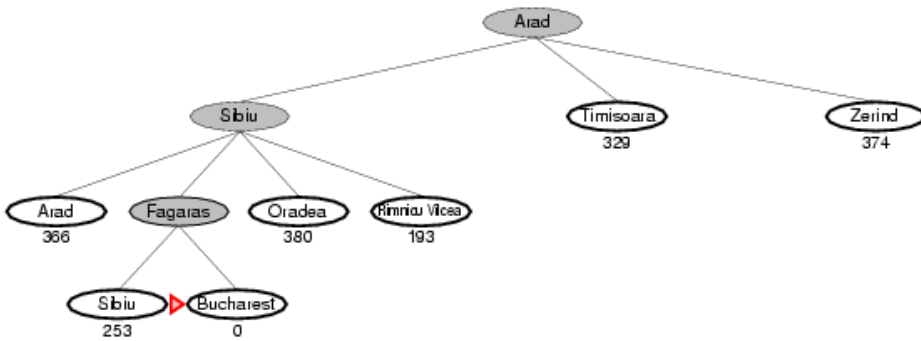 Arad
Sibiu
Timisoara
Zerind
329
374
Arad
Fagaras
Oradea
Rimnicu Vilcea
366
380
193
Sibiu
Bucharest
253
0